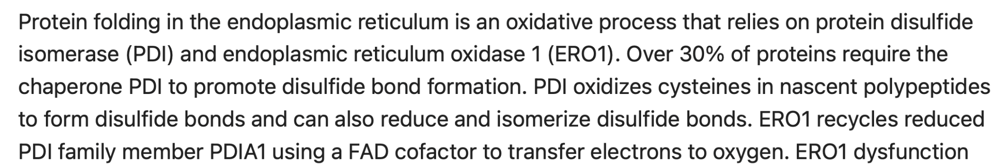 Protein folding in the endoplasmic reticulum is an oxidative process that relies on protein disulfide
isomerase (PDI) and endoplasmic reticulum oxidase 1 (ERO1). Over 30% of proteins require the
chaperone PDI to promote disulfide bond formation. PDI oxidizes cysteines in nascent polypeptides
to form disulfide bonds and can also reduce and isomerize disulfide bonds. ERO1 recycles reduced
PDI family member PDIA1 using a FAD cofactor to transfer electrons to oxygen. ERO1 dysfunction